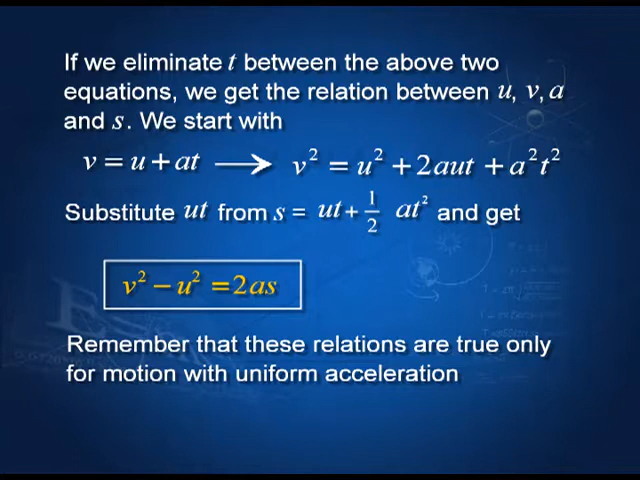 If we eliminate t between the above two
equations, we get the relation between u, v, a
and s. We start with
v = u + at ⟶ v² = u² + 2aut + a²t²
Substitute ut from s = ut + 1/2 at² and get
v² − u² = 2as
Remember that these relations are true only
for motion with uniform acceleration